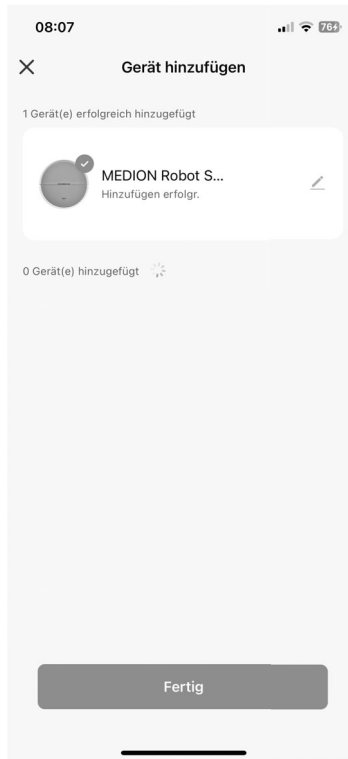 08:07
76
Gerät hinzufügen
1 Gerät(e) erfolgreich hinzugefügt
MEDION Robot S...
Hinzufügen erfolgr.
0 Gerät(e) hinzugefügt
Fertig